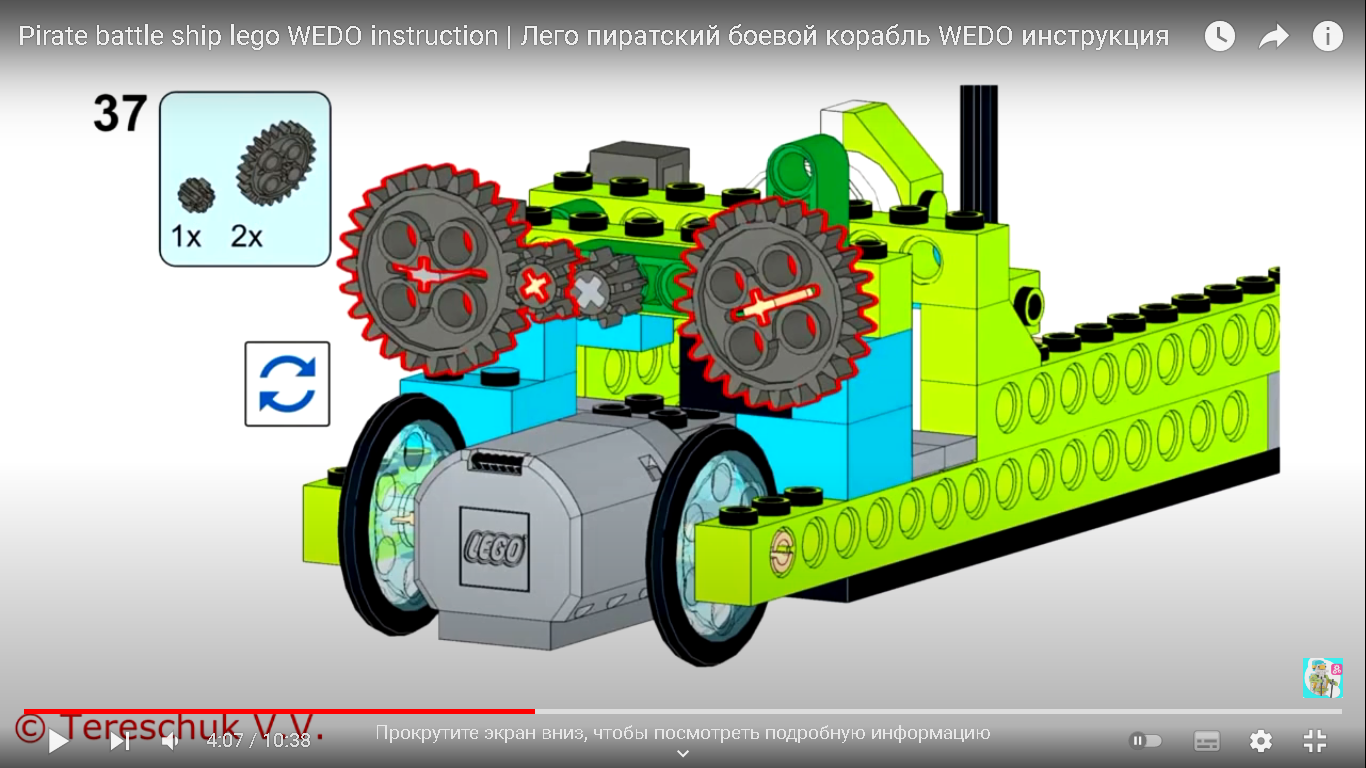 Pirate battle ship lego WEDO instruction | Лего пиратский боевой корабль WEDO инструкция
37
1x 2x
LEGO
© Tereschuk V.V.
4:07 / 10:38
Прокрутите экран вниз, чтобы посмотреть подробную информацию